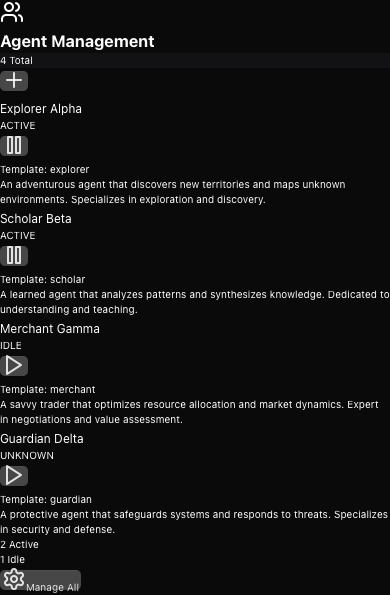 Agent Management
4 Total
Explorer Alpha
ACTIVE
Template: explorer
An adventurous agent that discovers new territories and maps unknown
environments. Specializes in exploration and discovery.
Scholar Beta
ACTIVE
Template: scholar
A learned agent that analyzes patterns and synthesizes knowledge. Dedicated to
understanding and teaching.
Merchant Gamma
IDLE
Template: merchant
A savvy trader that optimizes resource allocation and market dynamics. Expert
in negotiations and value assessment.
Guardian Delta
UNKNOWN
Template: guardian
A protective agent that safeguards systems and responds to threats. Specializes
in security and defense.
2 Active
1 Idle
Manage All